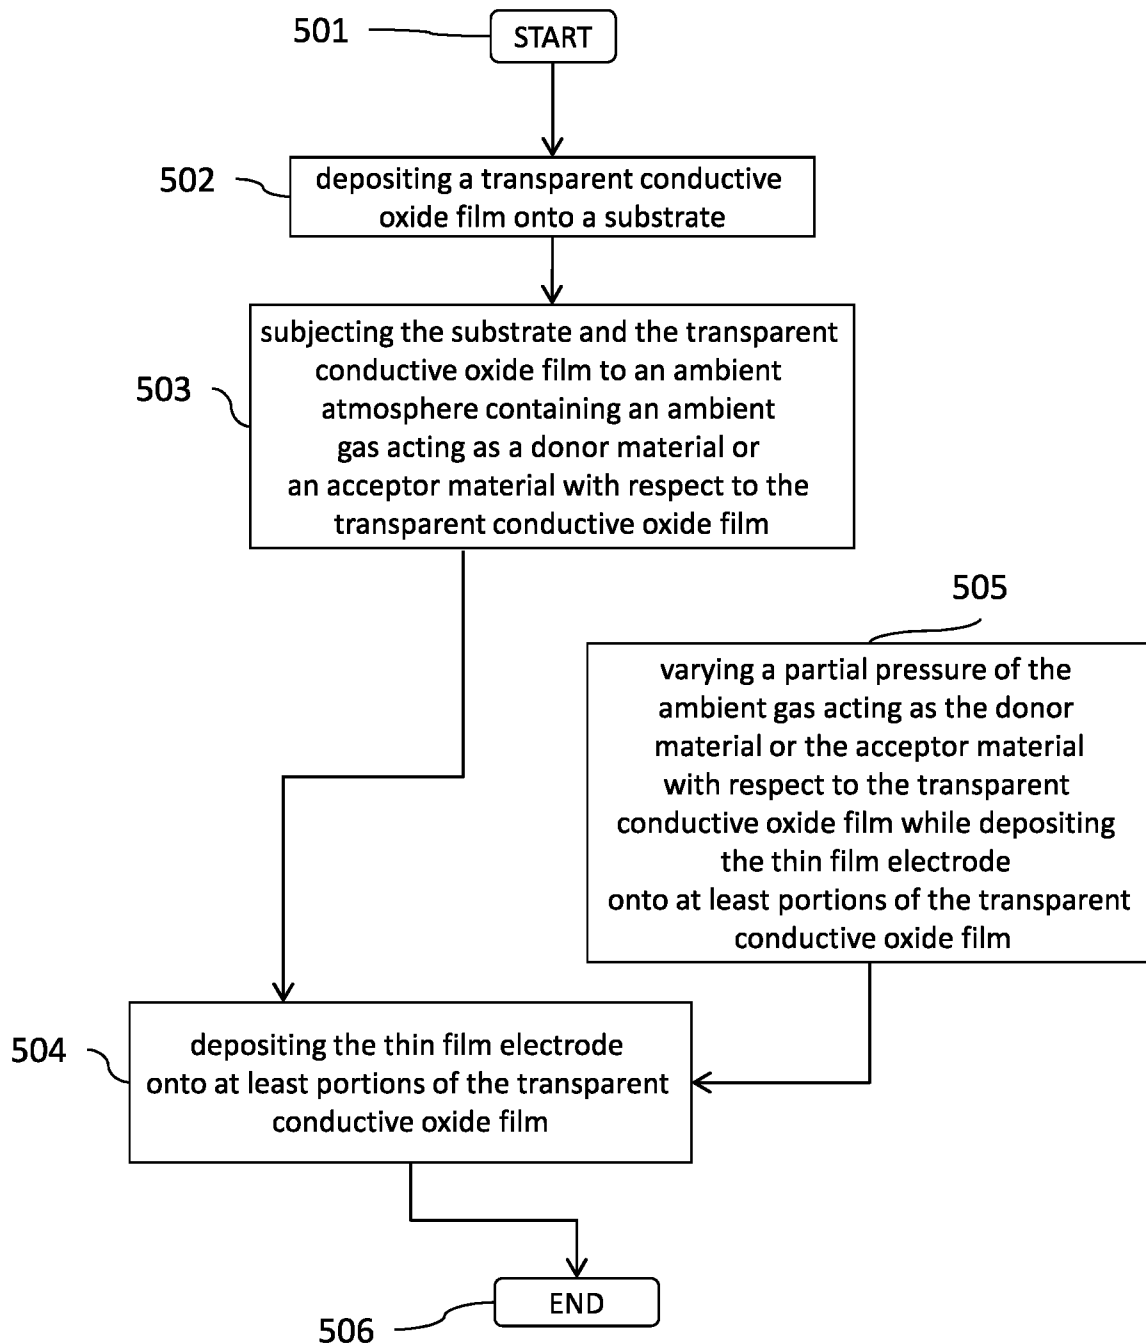 501
START
502
depositing a transparent conductive
oxide film onto a substrate
503
subjecting the substrate and the transparent
conductive oxide film to an ambient
atmosphere containing an ambient
gas acting as a donor material or
an acceptor material with respect to the
transparent conductive oxide film
505
varying a partial pressure of the
ambient gas acting as the donor
material or the acceptor material
with respect to the transparent
conductive oxide film while depositing
the thin film electrode
onto at least portions of the transparent
conductive oxide film
504
depositing the thin film electrode
onto at least portions of the transparent
conductive oxide film
END
506